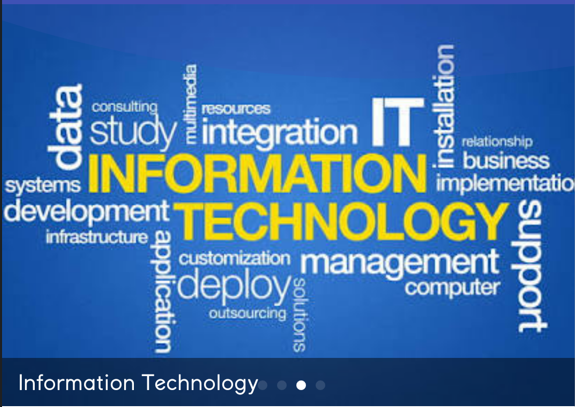 data
consulting
study
multimedia
resources
integration
IT
installation
relationship
business
systems
INFORMATION
implementatio
development
TECHNOLOGY
infrastructure
application
customization
management
support
deploy
solutions
computer
outsourcing
Information Technology